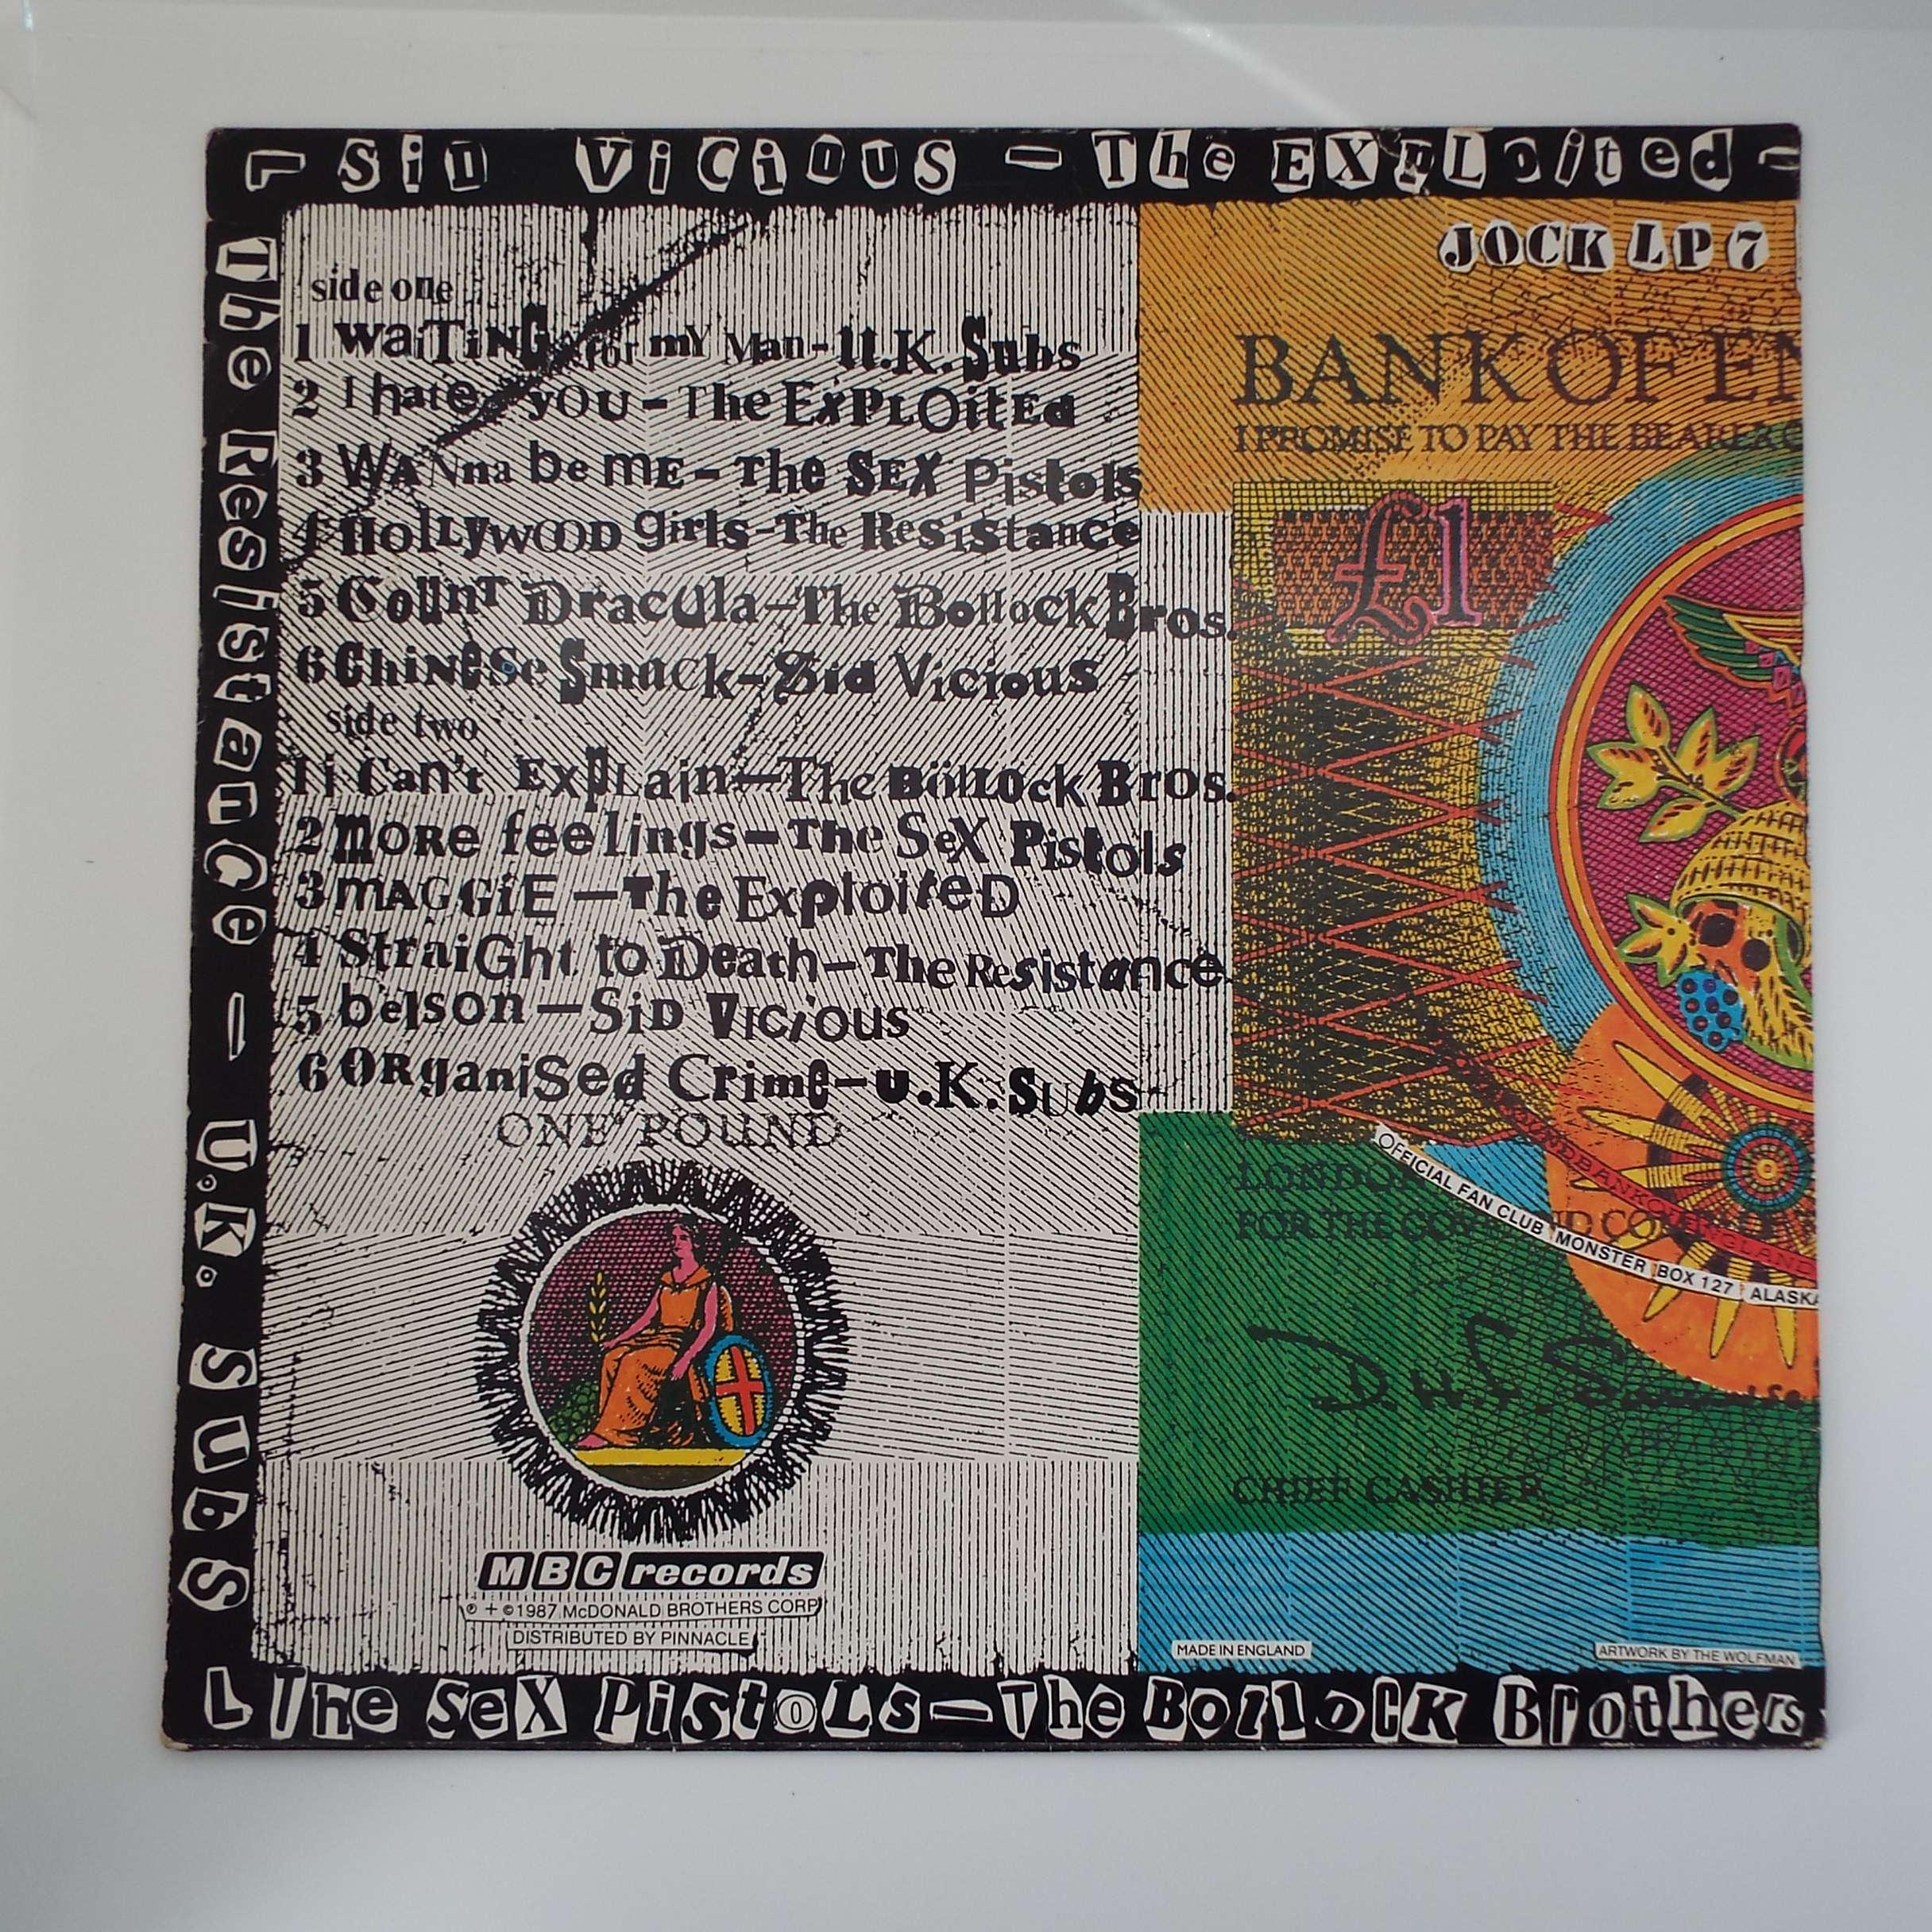 L SiD ViCiOUS - The EXPLoited -
The ResistanCe - U.K. SUbS
JOCK LP 7
side one
1 WaiTiNG for mY Man - U.K. Subs
2 I hate yOU - The ExPLOitEd
3 WANna be mE - The SEX Pistols
4 HoLLywOOD girls - The Resistance
5 Count Dracula - The Bollock Bros.
6 ChiNese Smack - Sid Vicious
side two
1 i Can't ExpLain - The Bollock Bros.
2 mORe feelings - The SeX Pistols
3 mAGGiE - The ExploiteD
4 StraiGht to Death - The Resistance
5 belson - SiD Vicious
6 ORganiSed Crime - U.K. Subs
ONE POUND
BANK OF EN
I PROMISE TO PAY THE BEARER O
£1
LONDON
FOR THE GOV ND COMP
OFFICIAL FAN CLUB MONSTER BOX 127 ALASKA
CHIEF CASHIER
MBC records
℗ + © 1987 McDONALD BROTHERS CORP
DISTRIBUTED BY PINNACLE
MADE IN ENGLAND
ARTWORK BY THE WOLFMAN
L The SeX PiStoLs - The BollOCK Brothers